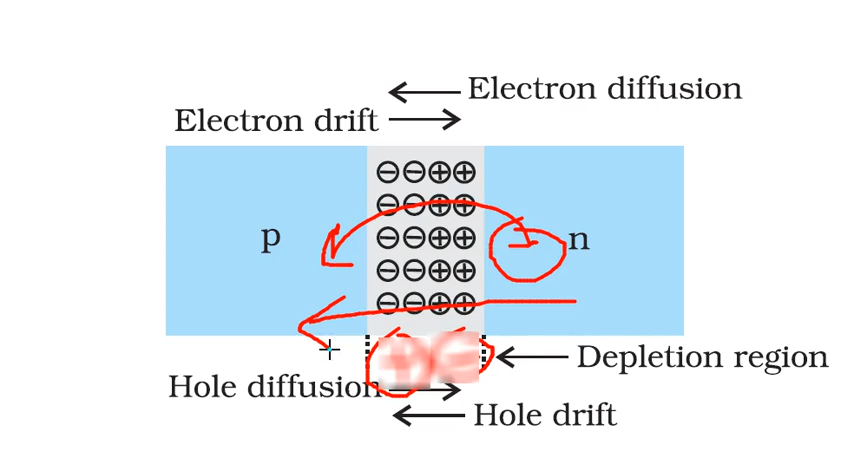 Electron diffusion
Electron drift
⊖⊖⊕⊕
⊖⊖⊕⊕
p ⊖⊖⊕⊕ n
⊖⊖⊕⊕
⊖⊖⊕⊕
Depletion region
Hole diffusion
Hole drift